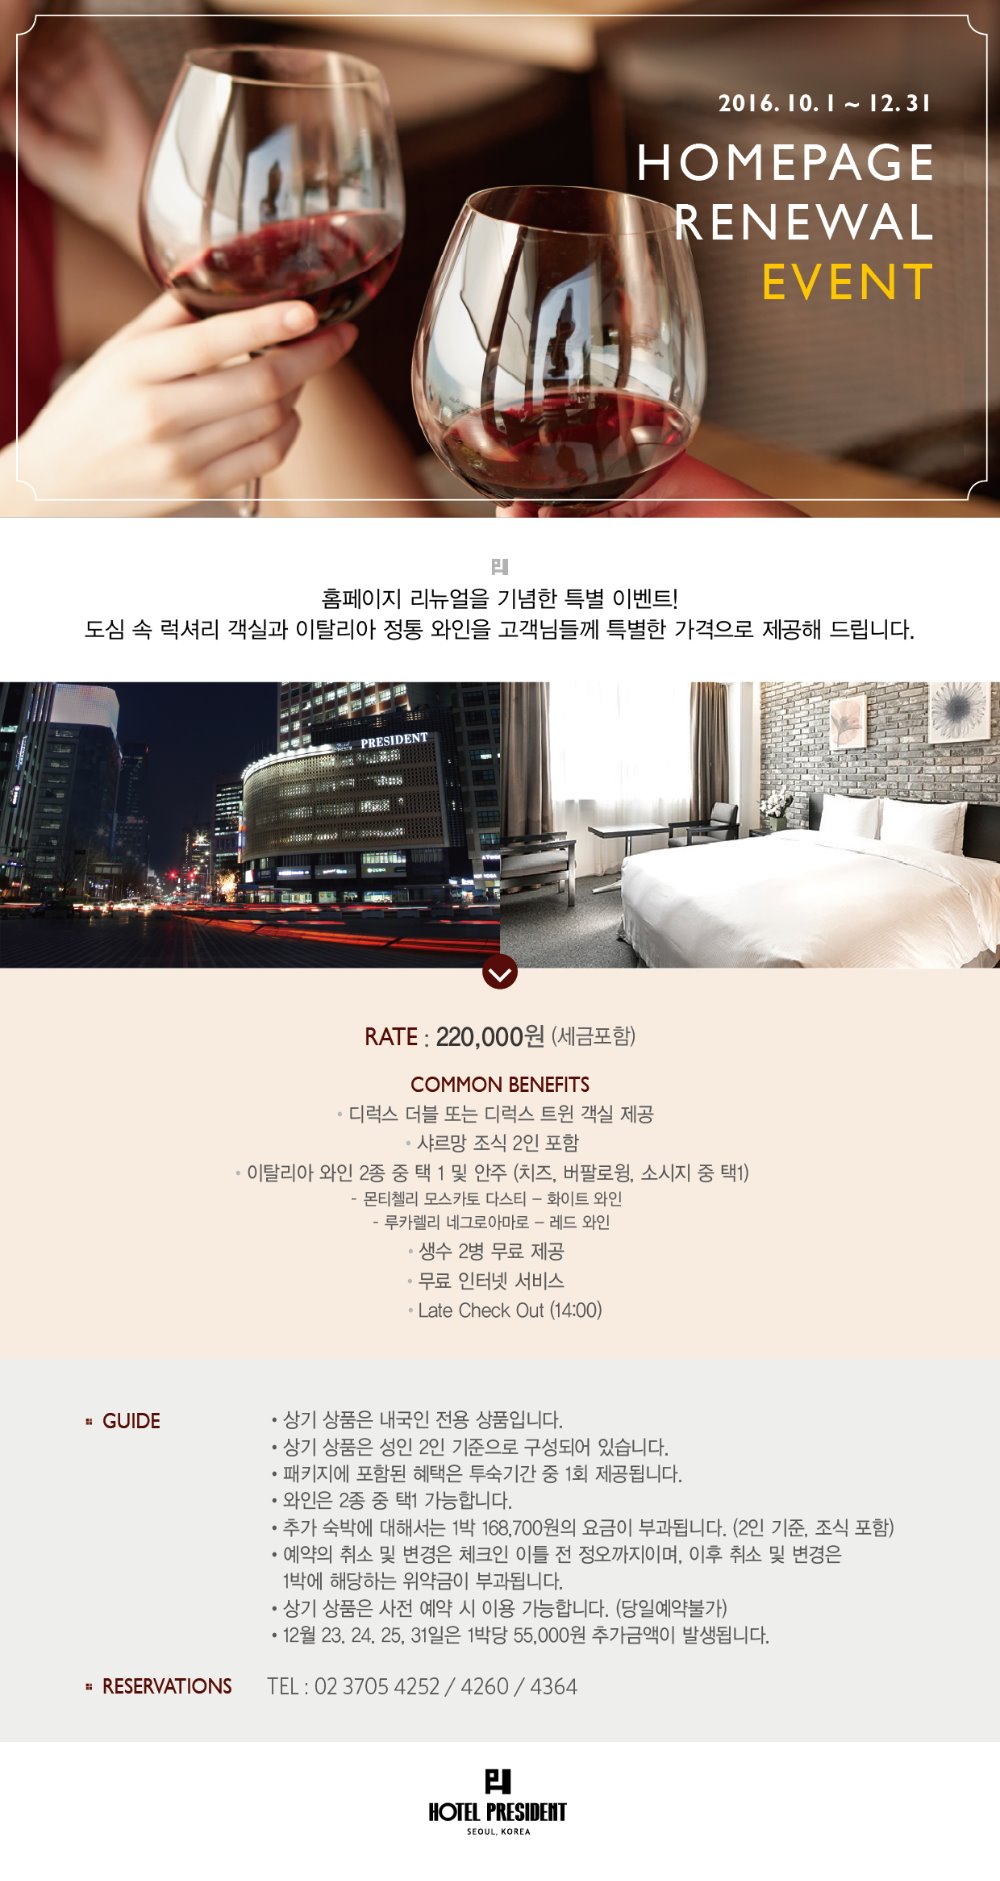 2016. 10. 1 ~ 12. 31
HOMEPAGE
RENEWAL
EVENT
홈페이지 리뉴얼을 기념한 특별 이벤트!
도심 속 럭셔리 객실과 이탈리아 정통 와인을 고객님들께 특별한 가격으로 제공해 드립니다.
PRESIDENT
RATE : 220,000원 (세금포함)
COMMON BENEFITS
• 디럭스 더블 또는 디럭스 트윈 객실 제공
• 샤르망 조식 2인 포함
• 이탈리아 와인 2종 중 택 1 및 안주 (치즈, 버팔로윙, 소시지 중 택1)
- 몬티첼리 모스카토 다스티 – 화이트 와인
- 루카렐리 네그로아마로 – 레드 와인
• 생수 2병 무료 제공
• 무료 인터넷 서비스
• Late Check Out (14:00)
GUIDE
• 상기 상품은 내국인 전용 상품입니다.
• 상기 상품은 성인 2인 기준으로 구성되어 있습니다.
• 패키지에 포함된 혜택은 투숙기간 중 1회 제공됩니다.
• 와인은 2종 중 택1 가능합니다.
• 추가 숙박에 대해서는 1박 168,700원의 요금이 부과됩니다. (2인 기준, 조식 포함)
• 예약의 취소 및 변경은 체크인 이틀 전 정오까지이며, 이후 취소 및 변경은
1박에 해당하는 위약금이 부과됩니다.
• 상기 상품은 사전 예약 시 이용 가능합니다. (당일예약불가)
• 12월 23, 24, 25, 31일은 1박당 55,000원 추가금액이 발생됩니다.
RESERVATIONS TEL : 02 3705 4252 / 4260 / 4364
HOTEL PRESIDENT
SEOUL, KOREA